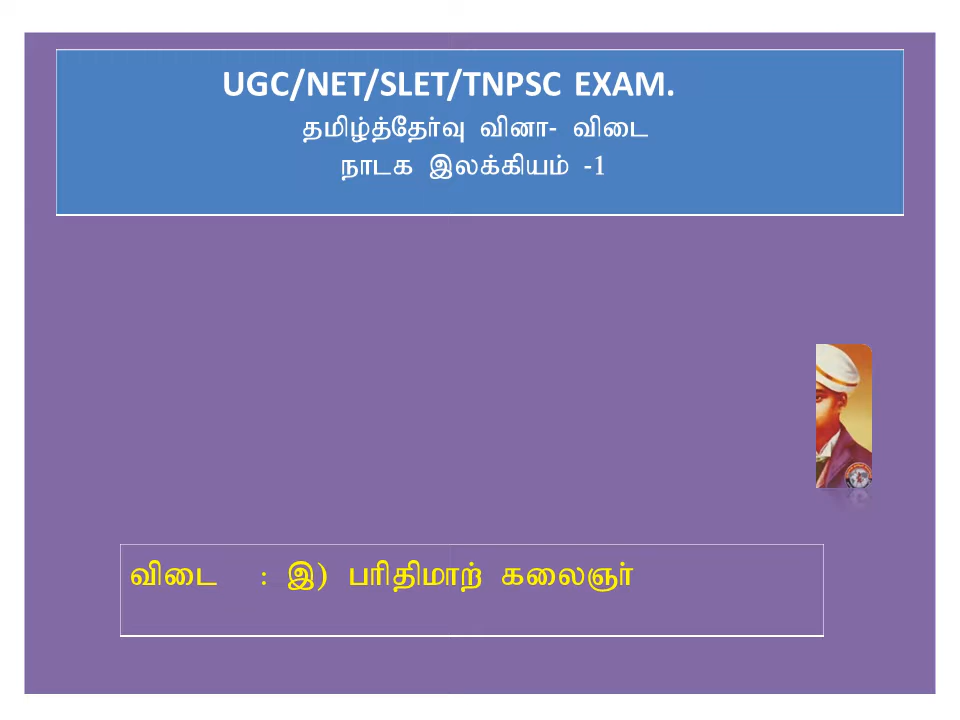 UGC/NET/SLET/TNPSC EXAM.
தமிழ்த்தேர்வு வினா- விடை
நாடக இலக்கியம் -1
விடை : இ) பரிதிமாற் கலைஞர்